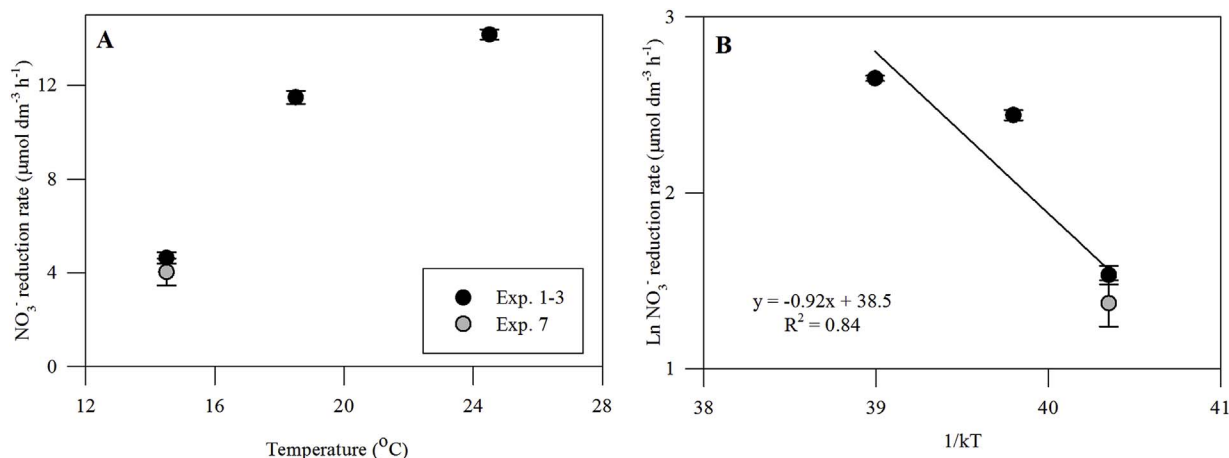 A
NO₃⁻ reduction rate (µmol dm⁻³ h⁻¹)
12
8
4
0
12
16
20
24
28
Temperature (°C)
Exp. 1-3
Exp. 7
B
Ln NO₃⁻ reduction rate (µmol dm⁻³ h⁻¹)
3
2
1
38
39
40
41
1/kT
y = -0.92x + 38.5
R² = 0.84